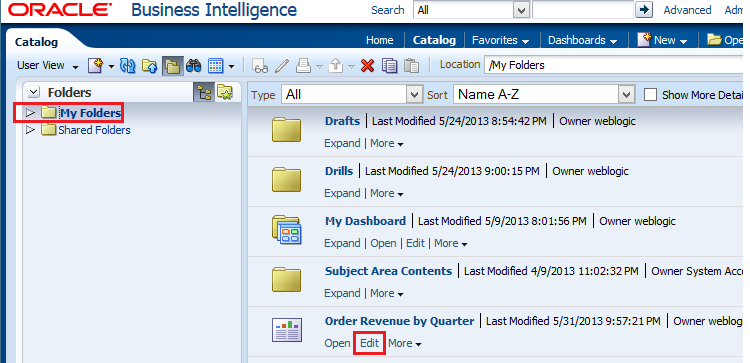 ORACLE Business Intelligence Search All Advanced Adm
Catalog Home Catalog Favorites Dashboards New Open
User View Location /My Folders
Folders Type All Sort Name A-Z Show More Detai
My Folders
Shared Folders
Drafts Last Modified 5/24/2013 8:54:42 PM Owner weblogic
Expand More
Drills Last Modified 5/24/2013 9:00:15 PM Owner weblogic
Expand More
My Dashboard Last Modified 5/9/2013 8:01:56 PM Owner weblogic
Expand Open Edit More
Subject Area Contents Last Modified 4/9/2013 11:02:32 PM Owner System Acco
Expand More
Order Revenue by Quarter Last Modified 5/31/2013 9:57:21 PM Owner weblogic
Open Edit More